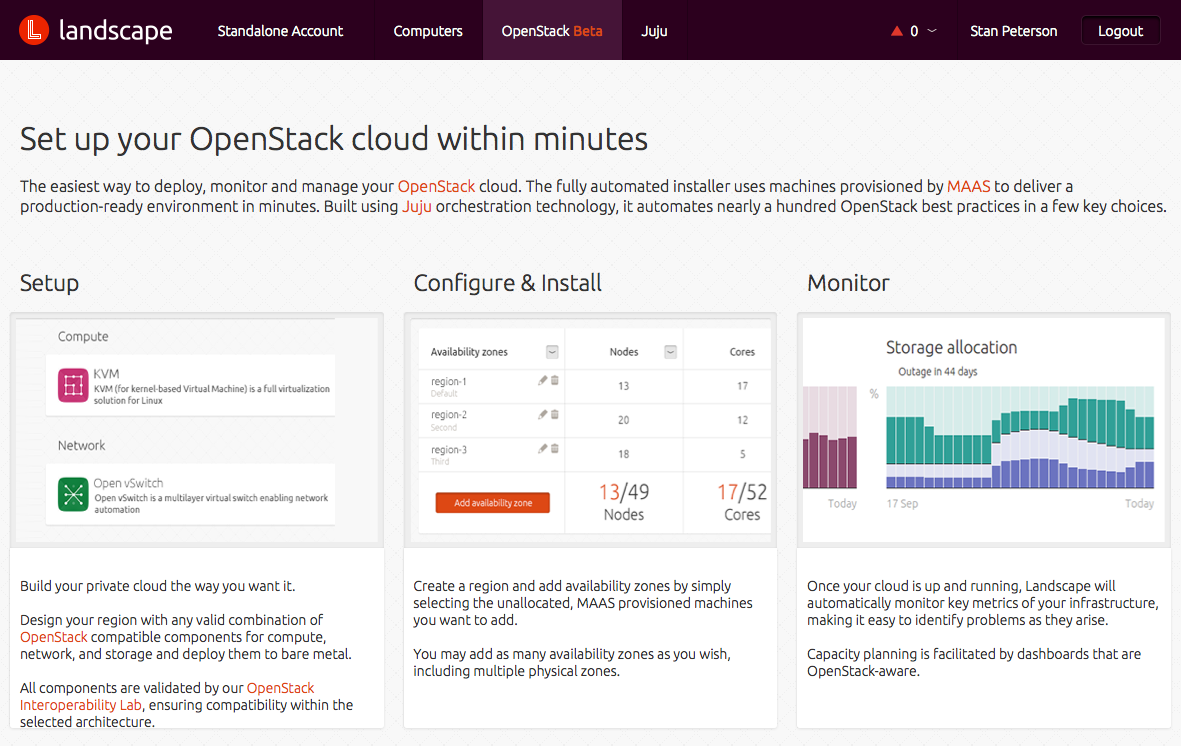 landscape
Standalone Account
Computers
OpenStack Beta
Juju
0
Stan Peterson
Logout
Set up your OpenStack cloud within minutes
The easiest way to deploy, monitor and manage your OpenStack cloud. The fully automated installer uses machines provisioned by MAAS to deliver a
production-ready environment in minutes. Built using Juju orchestration technology, it automates nearly a hundred OpenStack best practices in a few key choices.
Setup
Compute
KVM
KVM (for kernel-based Virtual Machine) is a full virtualization
solution for Linux
Network
Open vSwitch
Open vSwitch is a multilayer virtual switch enabling network
automation
Build your private cloud the way you want it.
Design your region with any valid combination of
OpenStack compatible components for compute,
network, and storage and deploy them to bare metal.
All components are validated by our OpenStack
Interoperability Lab, ensuring compatibility within the
selected architecture.
Configure & Install
Availability zones Nodes Cores
region-1 13 17
Default
region-2 20 12
Second
region-3 18 5
Third
Add availability zone
13/49 17/52
Nodes Cores
Create a region and add availability zones by simply
selecting the unallocated, MAAS provisioned machines
you want to add.
You may add as many availability zones as you wish,
including multiple physical zones.
Monitor
Storage allocation
Outage in 44 days
%
Today
17 Sep
Today
Once your cloud is up and running, Landscape will
automatically monitor key metrics of your infrastructure,
making it easy to identify problems as they arise.
Capacity planning is facilitated by dashboards that are
OpenStack-aware.